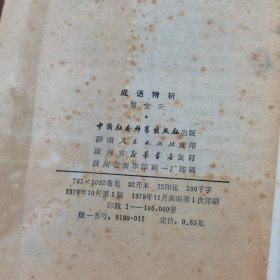 成语辨析
倪宝元
中国社会科学出版社出版
湖南人民出版社重印
湖南省新华书店发行
湖南省新华印刷一厂印刷
787×1092毫米 32开本 12印张 260千字
1979年10月第1版 1979年11月湖南第1次印刷
印数1—100,000册
统一书号：9190·011 定价：0.85元